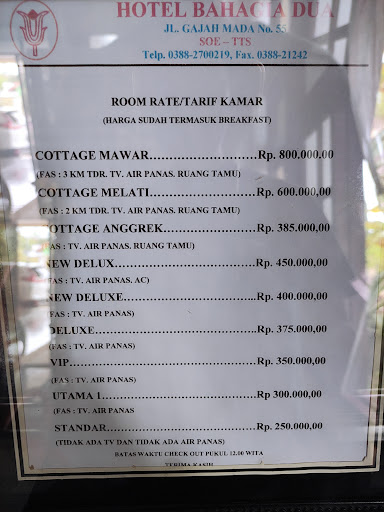 HOTEL BAHAGIA DUA
JL. GAJAH MADA No. 55
SOE – TTS
Telp. 0388-2700219, Fax. 0388-21242
ROOM RATE/TARIF KAMAR
(HARGA SUDAH TERMASUK BREAKFAST)
COTTAGE MAWAR..........................Rp. 800.000.00
(FAS : 3 KM TDR. TV. AIR PANAS. RUANG TAMU)
COTTAGE MELATI..........................Rp. 600.000,00
(FAS : 2 KM TDR. TV. AIR PANAS. RUANG TAMU)
COTTAGE ANGGREK.....................Rp. 385.000,00
(FAS : TV. AIR PANAS. RUANG TAMU)
NEW DELUX..................................Rp. 450.000,00
(FAS : TV. AIR PANAS. AC)
NEW DELUXE................................Rp. 400.000,00
(FAS : TV. AIR PANAS)
DELUXE.......................................Rp. 375.000,00
(FAS : TV. AIR PANAS)
VIP...............................................Rp. 350.000,00
(FAS : TV. AIR PANAS)
UTAMA 1......................................Rp 300.000,00
(FAS : TV. AIR PANAS
STANDAR.....................................Rp. 250.000,00
(TIDAK ADA TV DAN TIDAK ADA AIR PANAS)
BATAS WAKTU CHECK OUT PUKUL 12.00 WITA
TERIMA KASIH